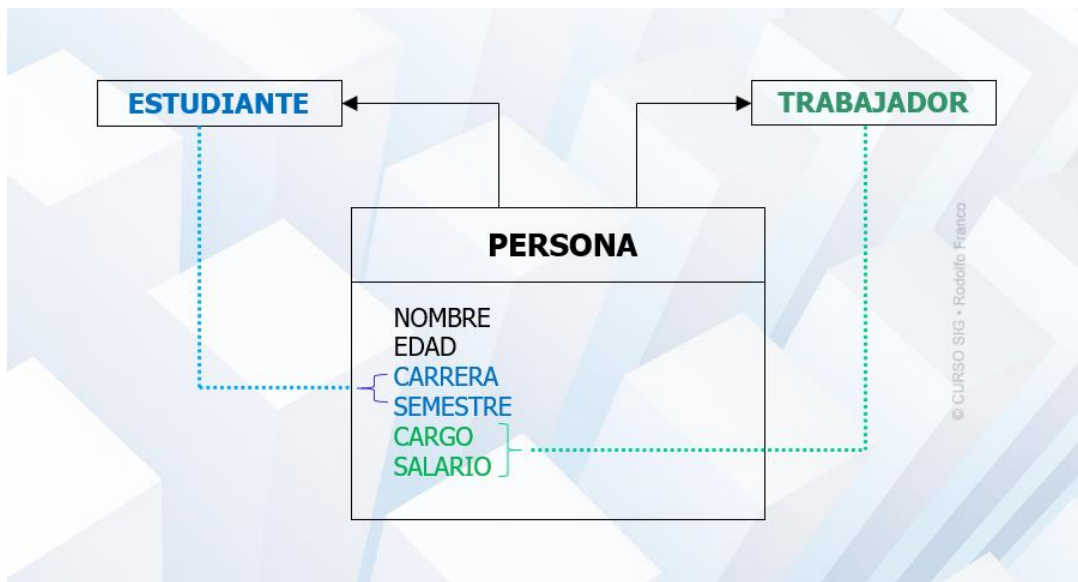 ESTUDIANTE
TRABAJADOR
PERSONA
NOMBRE
EDAD
CARRERA
SEMESTRE
CARGO
SALARIO
© CURSO SIG • Rodolfo Franco